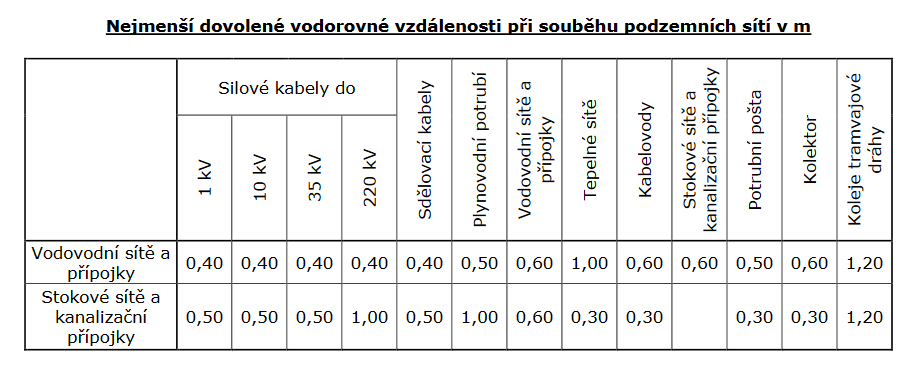 Nejmenší dovolené vodorovné vzdálenosti při souběhu podzemních sítí v m
Silové kabely do
1 kV
10 kV
35 kV
220 kV
Sdělovací kabely
Plynovodní potrubí
Vodovodní sítě a
přípojky
Tepelné sítě
Kabelovody
Stokové sítě a
kanalizační přípojky
Potrubní pošta
Kolektor
Koleje tramvajové
dráhy
Vodovodní sítě a
přípojky
0,40 0,40 0,40 0,40 0,40 0,50 0,60 1,00 0,60 0,60 0,50 0,60 1,20
Stokové sítě a
kanalizační
přípojky
0,50 0,50 0,50 1,00 0,50 1,00 0,60 0,30 0,30 0,30 0,30 1,20